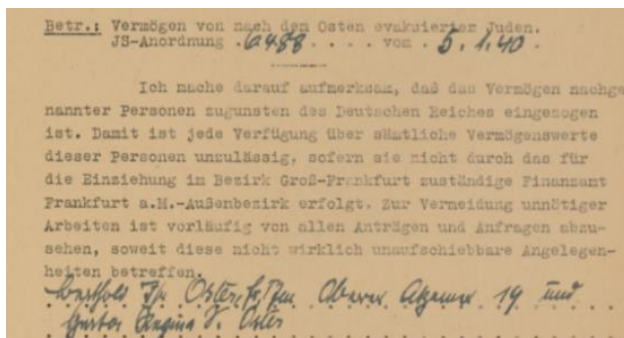 Betr.: Vermögen von nach dem Osten evakuierter Juden.
JS-Anordnung .6488. . . . . vom . 5.1.40 .
Ich mache darauf aufmerksam, daß das Vermögen nachge
nannter Personen zugunsten des Deutschen Reiches eingezogen
ist. Damit ist jede Verfügung über sämtliche Vermögenswerte
dieser Personen unzulässig, sofern sie nicht durch das für
die Einziehung im Bezirk Groß-Frankfurt zuständige Finanzamt
Frankfurt a.M.-Außenbezirk erfolgt. Zur Vermeidung unnötiger
Arbeiten ist vorläufig von allen Anträgen und Anfragen abzu-
sehen, soweit diese nicht wirklich unaufschiebbare Angelegen-
heiten betreffen.
Berthold Oster, Oberer 19 und
Regina S. Oster